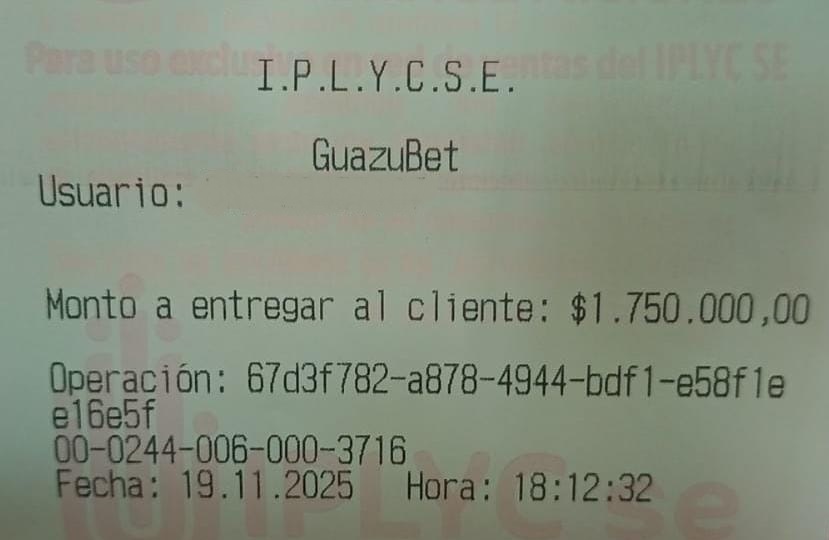 Para uso exclusivo en red de ventas del IPLYC SE
I.P.L.Y.C.S.E.
GuazuBet
Usuario:
Monto a entregar al cliente: $1.750.000,00
Operación: 67d3f782-a878-4944-bdf1-e58f1e
e16e5f
00-0244-006-000-3716
Fecha: 19.11.2025 Hora: 18:12:32
IPLYC se